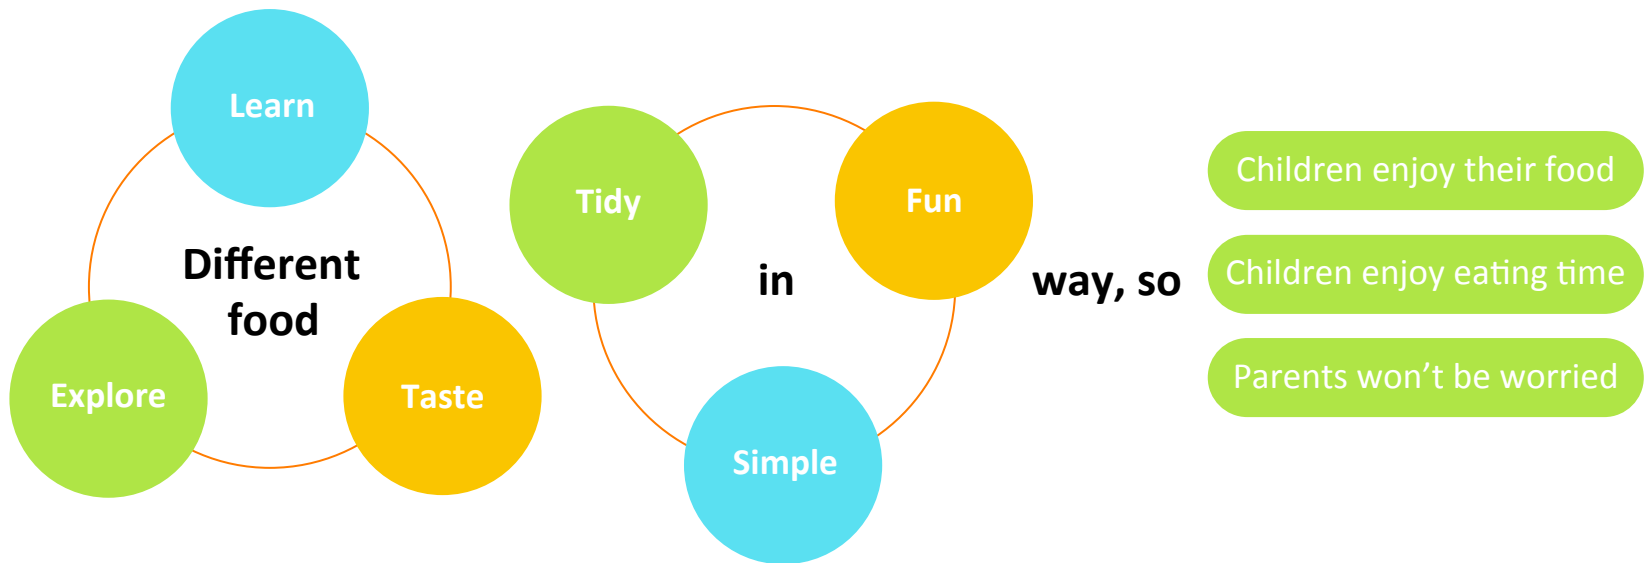 Learn
Different
food
Explore
Taste
Tidy
Fun
in
Simple
way, so
Children enjoy their food
Children enjoy eating time
Parents won’t be worried